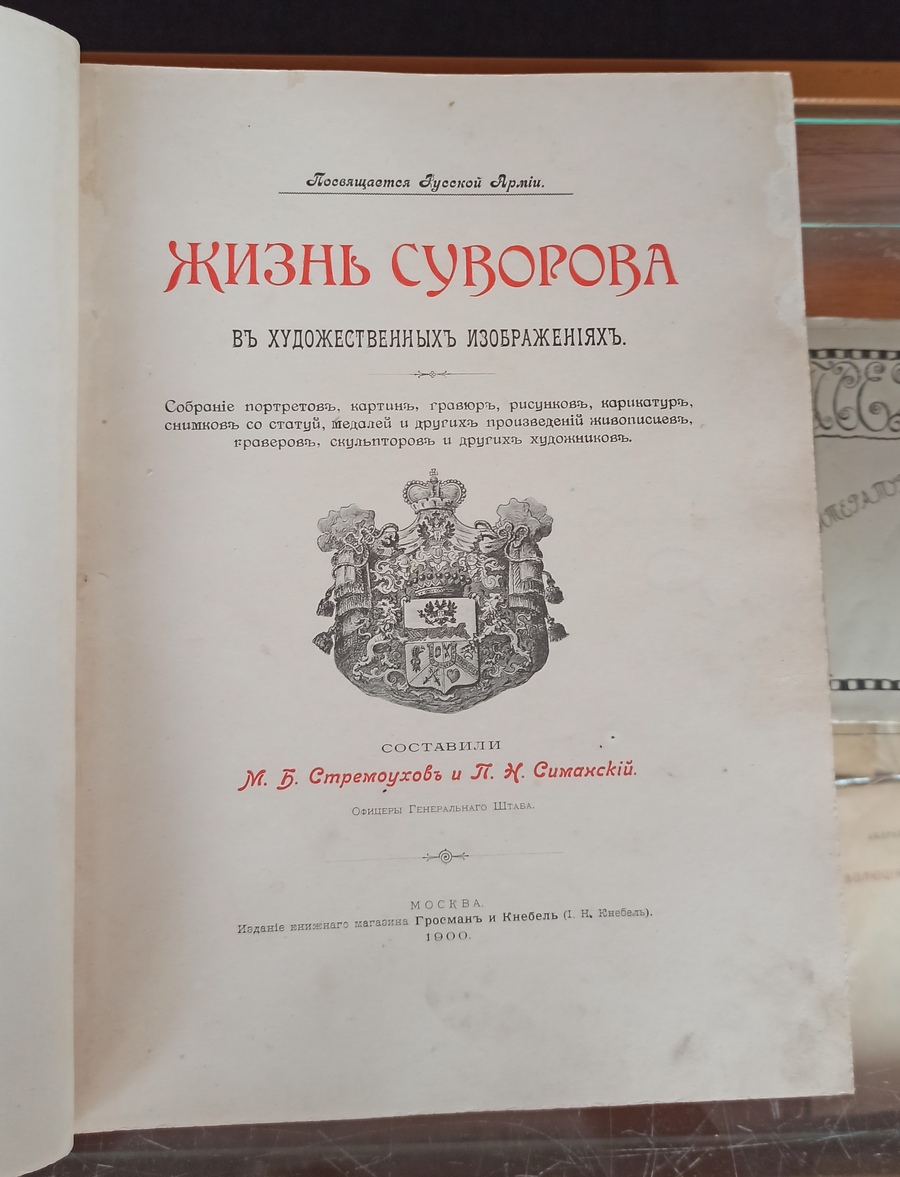 Посвящается Русской Арміи.
ЖИЗНЬ СУВОРОВА
ВЪ ХУДОЖЕСТВЕННЫХЪ ИЗОБРАЖЕНІЯХЪ.
Собраніе портретовъ, картинъ, гравюръ, рисунковъ, карикатуръ,
снимковъ со статуй, медалей и другихъ произведеній живописцевъ,
граверовъ, скульпторовъ и другихъ художниковъ.
СОСТАВИЛИ
М. Б. Стремоуховъ и П. Н. Симанскій.
Офицеры Генеральнаго Штаба.
МОСКВА.
Изданіе книжнаго магазина Гросманъ и Кнебель (І. Н. Кнебель).
1900.